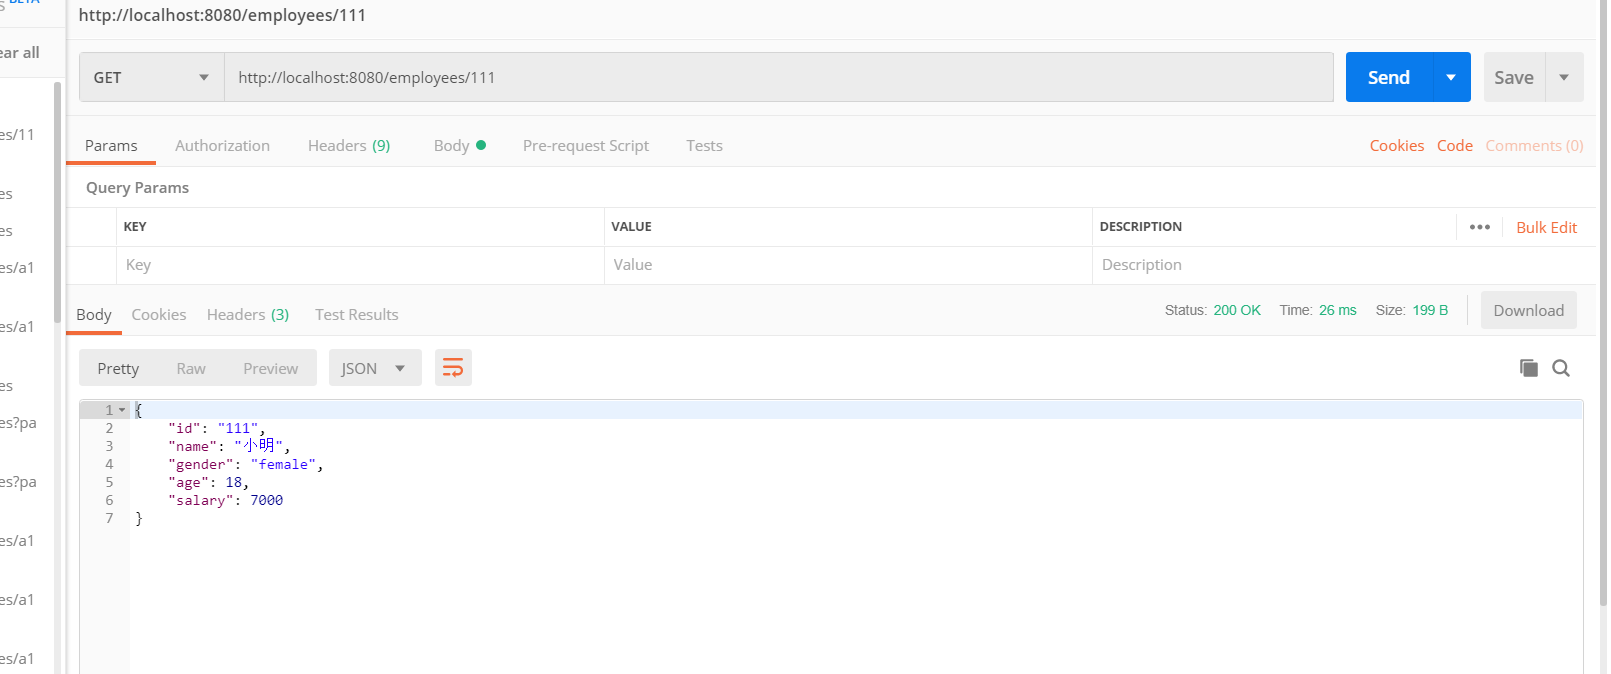 BETA
http://localhost:8080/employees/111
ear all
GET http://localhost:8080/employees/111 Send Save
es/11
Params Authorization Headers (9) Body Pre-request Script Tests Cookies Code Comments (0)
Query Params
es
KEY VALUE DESCRIPTION ••• Bulk Edit
es
Key Value Description
es/a1
Body Cookies Headers (3) Test Results Status: 200 OK Time: 26 ms Size: 199 B Download
es/a1
Pretty Raw Preview JSON
es
1 {
2 "id": "111",
es?pa
3 "name": "小明",
4 "gender": "female",
5 "age": 18,
es?pa
6 "salary": 7000
7 }
es/a1
es/a1
es/a1